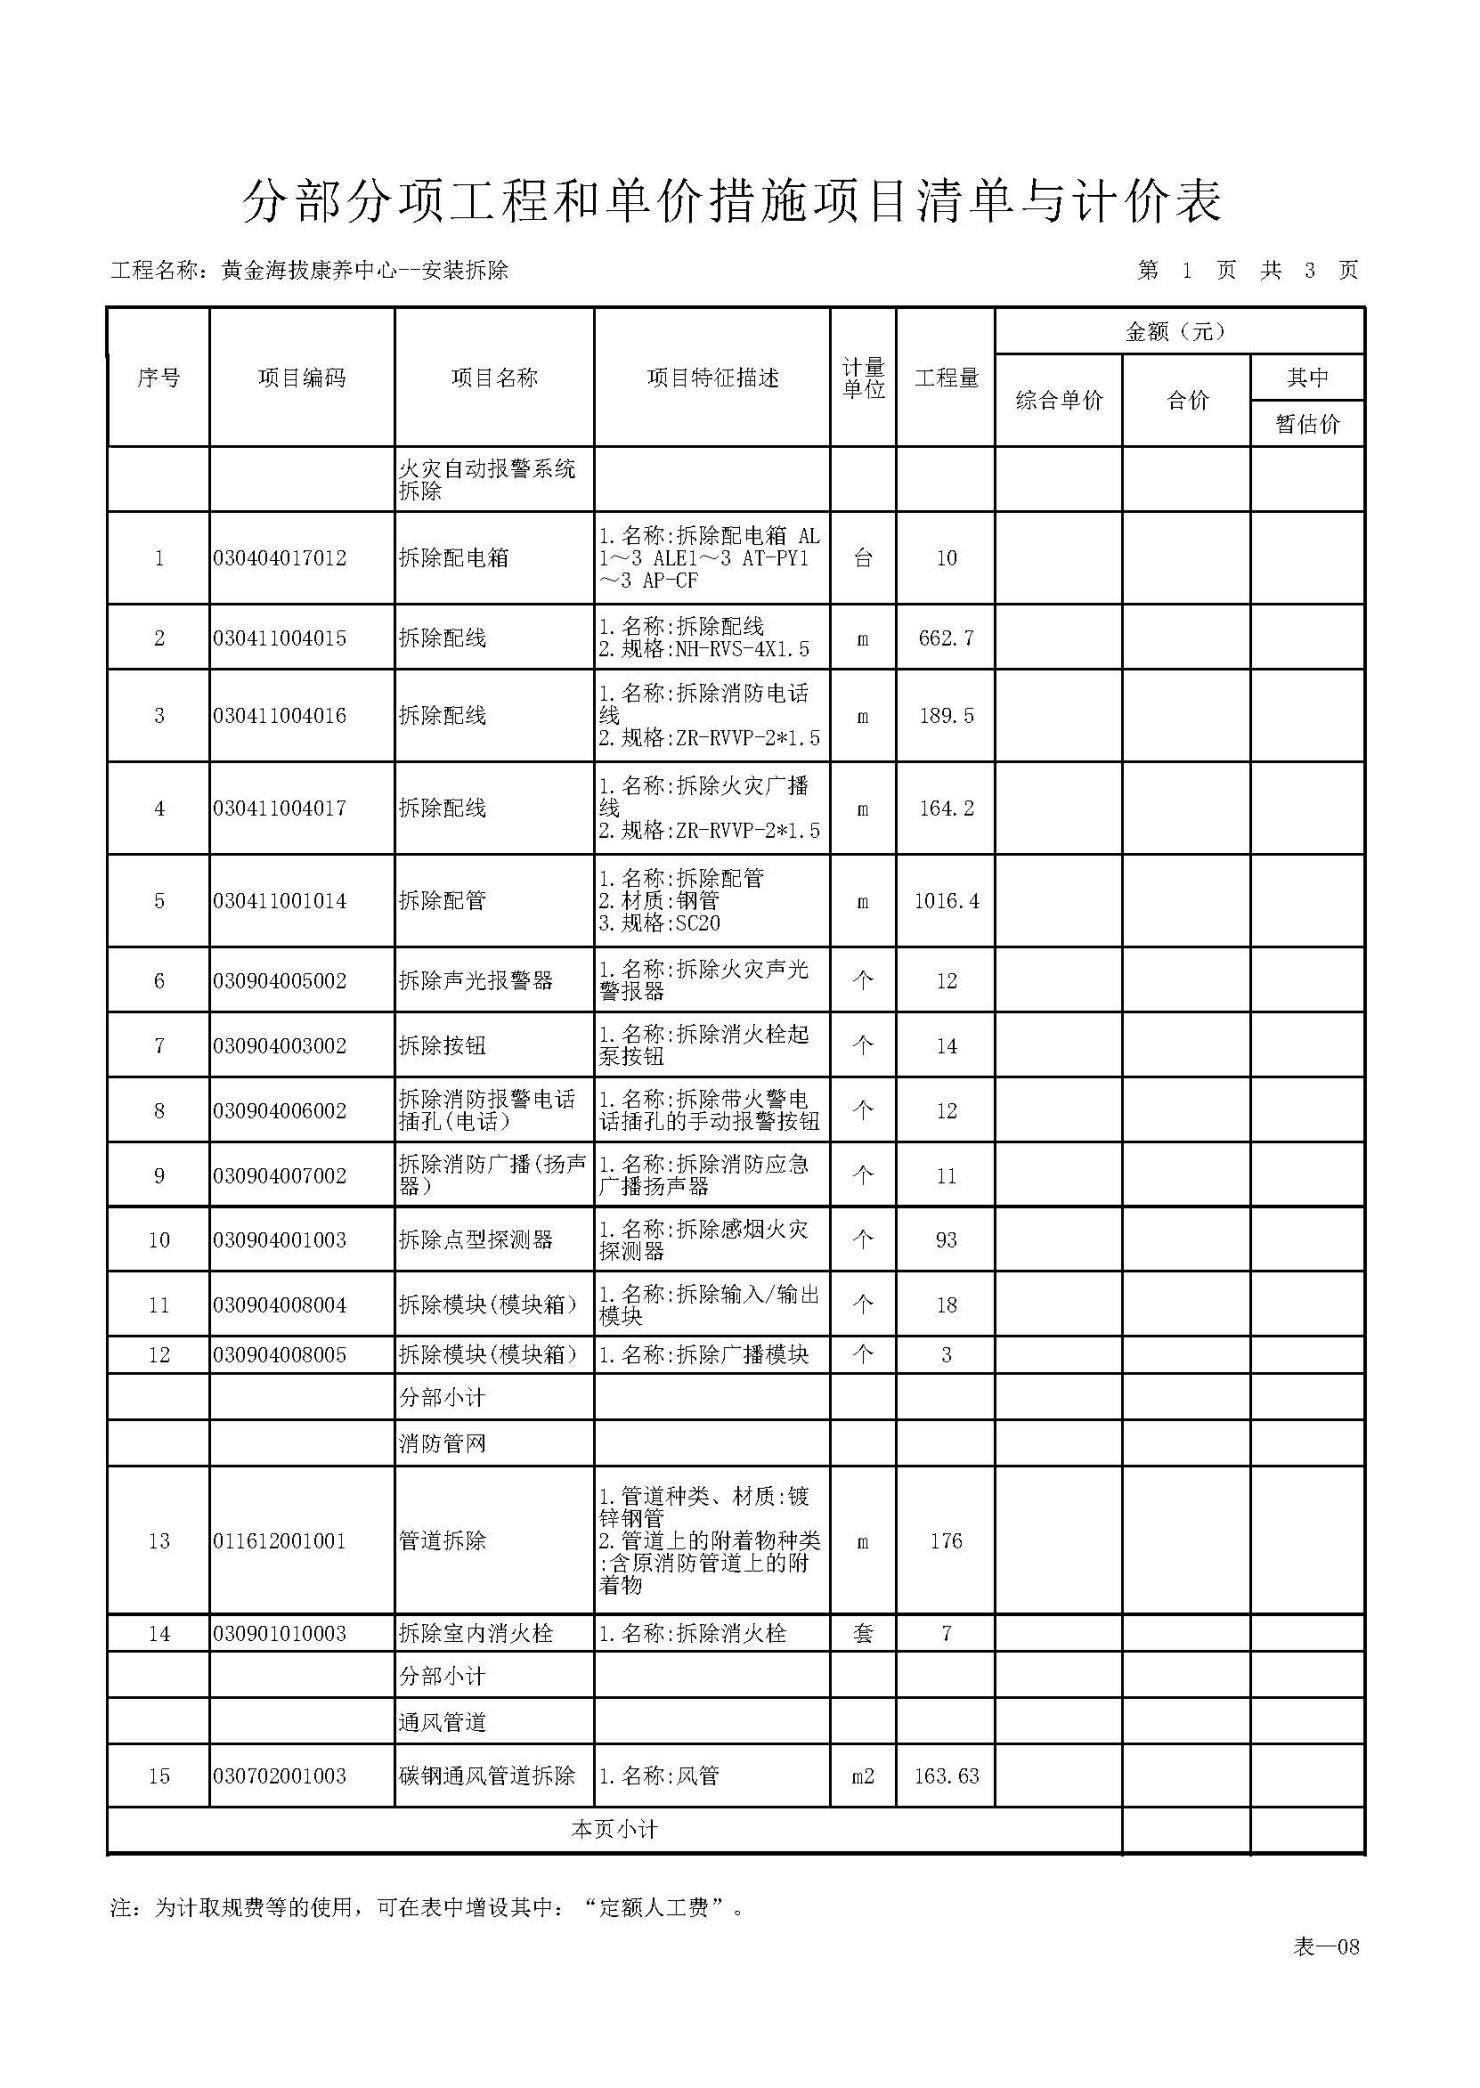 分部分项工程和单价措施项目清单与计价表
工程名称：黄金海拔康养中心--安装拆除 第 1 页 共 3 页
序号 项目编码 项目名称 项目特征描述 计量单位 工程量 金额（元）
综合单价 合价 其中
暂估价
火灾自动报警系统
拆除
1 030404017012 拆除配电箱 1.名称:拆除配电箱 AL
1～3 ALE1～3 AT-PY1
～3 AP-CF
台 10
2 030411004015 拆除配线 1.名称:拆除配线
2.规格:NH-RVS-4X1.5
m 662.7
3 030411004016 拆除配线 1.名称:拆除消防电话
线
2.规格:ZR-RVVP-2*1.5
m 189.5
4 030411004017 拆除配线 1.名称:拆除火灾广播
线
2.规格:ZR-RVVP-2*1.5
m 164.2
5 030411001014 拆除配管 1.名称:拆除配管
2.材质:钢管
3.规格:SC20
m 1016.4
6 030904005002 拆除声光报警器 1.名称:拆除火灾声光
警报器
个 12
7 030904003002 拆除按钮 1.名称:拆除消火栓起
泵按钮
个 14
8 030904006002 拆除消防报警电话
插孔(电话)
1.名称:拆除带火警电
话插孔的手动报警按钮
个 12
9 030904007002 拆除消防广播(扬声
器)
1.名称:拆除消防应急
广播扬声器
个 11
10 030904001003 拆除点型探测器 1.名称:拆除感烟火灾
探测器
个 93
11 030904008004 拆除模块(模块箱) 1.名称:拆除输入/输出
模块
个 18
12 030904008005 拆除模块(模块箱) 1.名称:拆除广播模块 个 3
分部小计
消防管网
13 011612001001 管道拆除 1.管道种类、材质:镀
锌钢管
2.管道上的附着物种类
:含原消防管道上的附
着物
m 176
14 030901010003 拆除室内消火栓 1.名称:拆除消火栓 套 7
分部小计
通风管道
15 030702001003 碳钢通风管道拆除 1.名称:风管 m2 163.63
本页小计
注：为计取规费等的使用，可在表中增设其中：“定额人工费”。
表—08